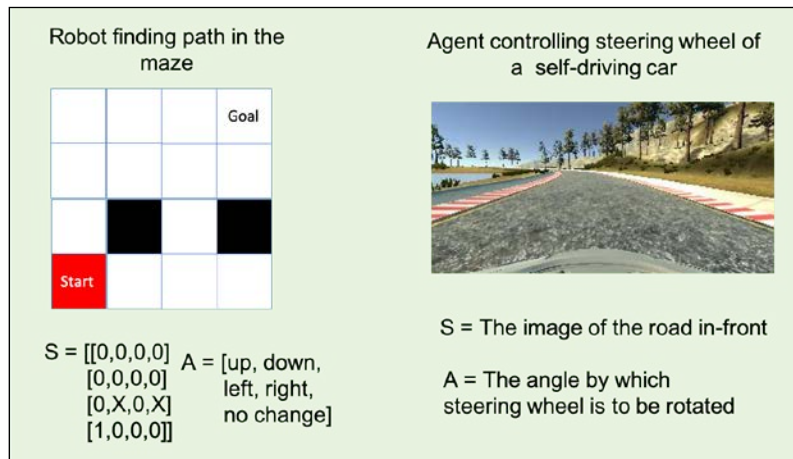 Robot finding path in the
maze
Goal
Start
S = [[0,0,0,0]
[0,0,0,0]
[0,X,0,X]
[1,0,0,0]]
A = [up, down,
left, right,
no change]
Agent controlling steering wheel of
a self-driving car
S = The image of the road in-front
A = The angle by which
steering wheel is to be rotated